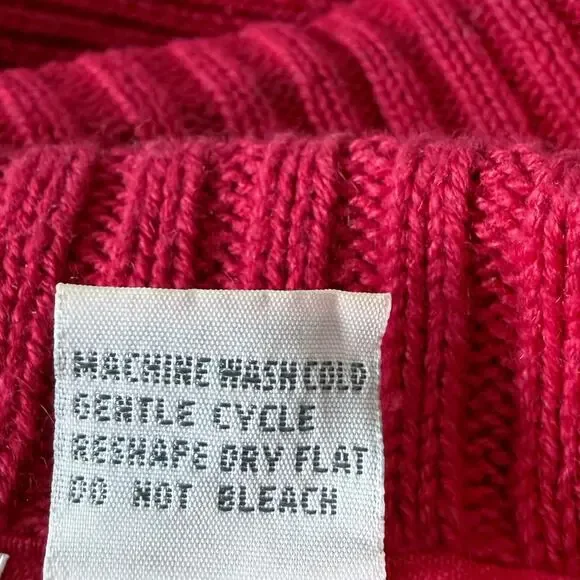 MACHINE WASH COLD
GENTLE CYCLE
RESHAPE DRY FLAT
DO NOT BLEACH